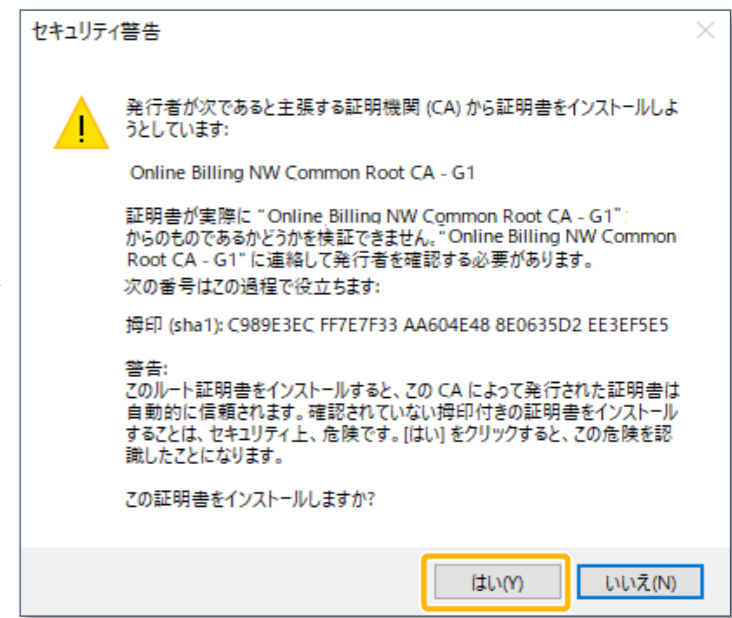 セキュリティ警告
発行者が次であると主張する証明機関 (CA) から証明書をインストールしよ
うとしています:
Online Billing NW Common Root CA - G1
証明書が実際に "Online Billing NW Common Root CA - G1"
からのものであるかどうかを検証できません。"Online Billing NW Common
Root CA - G1" に連絡して発行者を確認する必要があります。
次の番号はこの過程で役立ちます:
拇印 (sha1): C989E3EC FF7E7F33 AA604E48 8E0635D2 EE3EF5E5
警告:
このルート証明書をインストールすると、この CA によって発行された証明書は
自動的に信頼されます。確認されていない拇印付きの証明書をインストール
することは、セキュリティ上、危険です。[はい] をクリックすると、この危険を認
識したことになります。
この証明書をインストールしますか?
はい(Y)
いいえ(N)